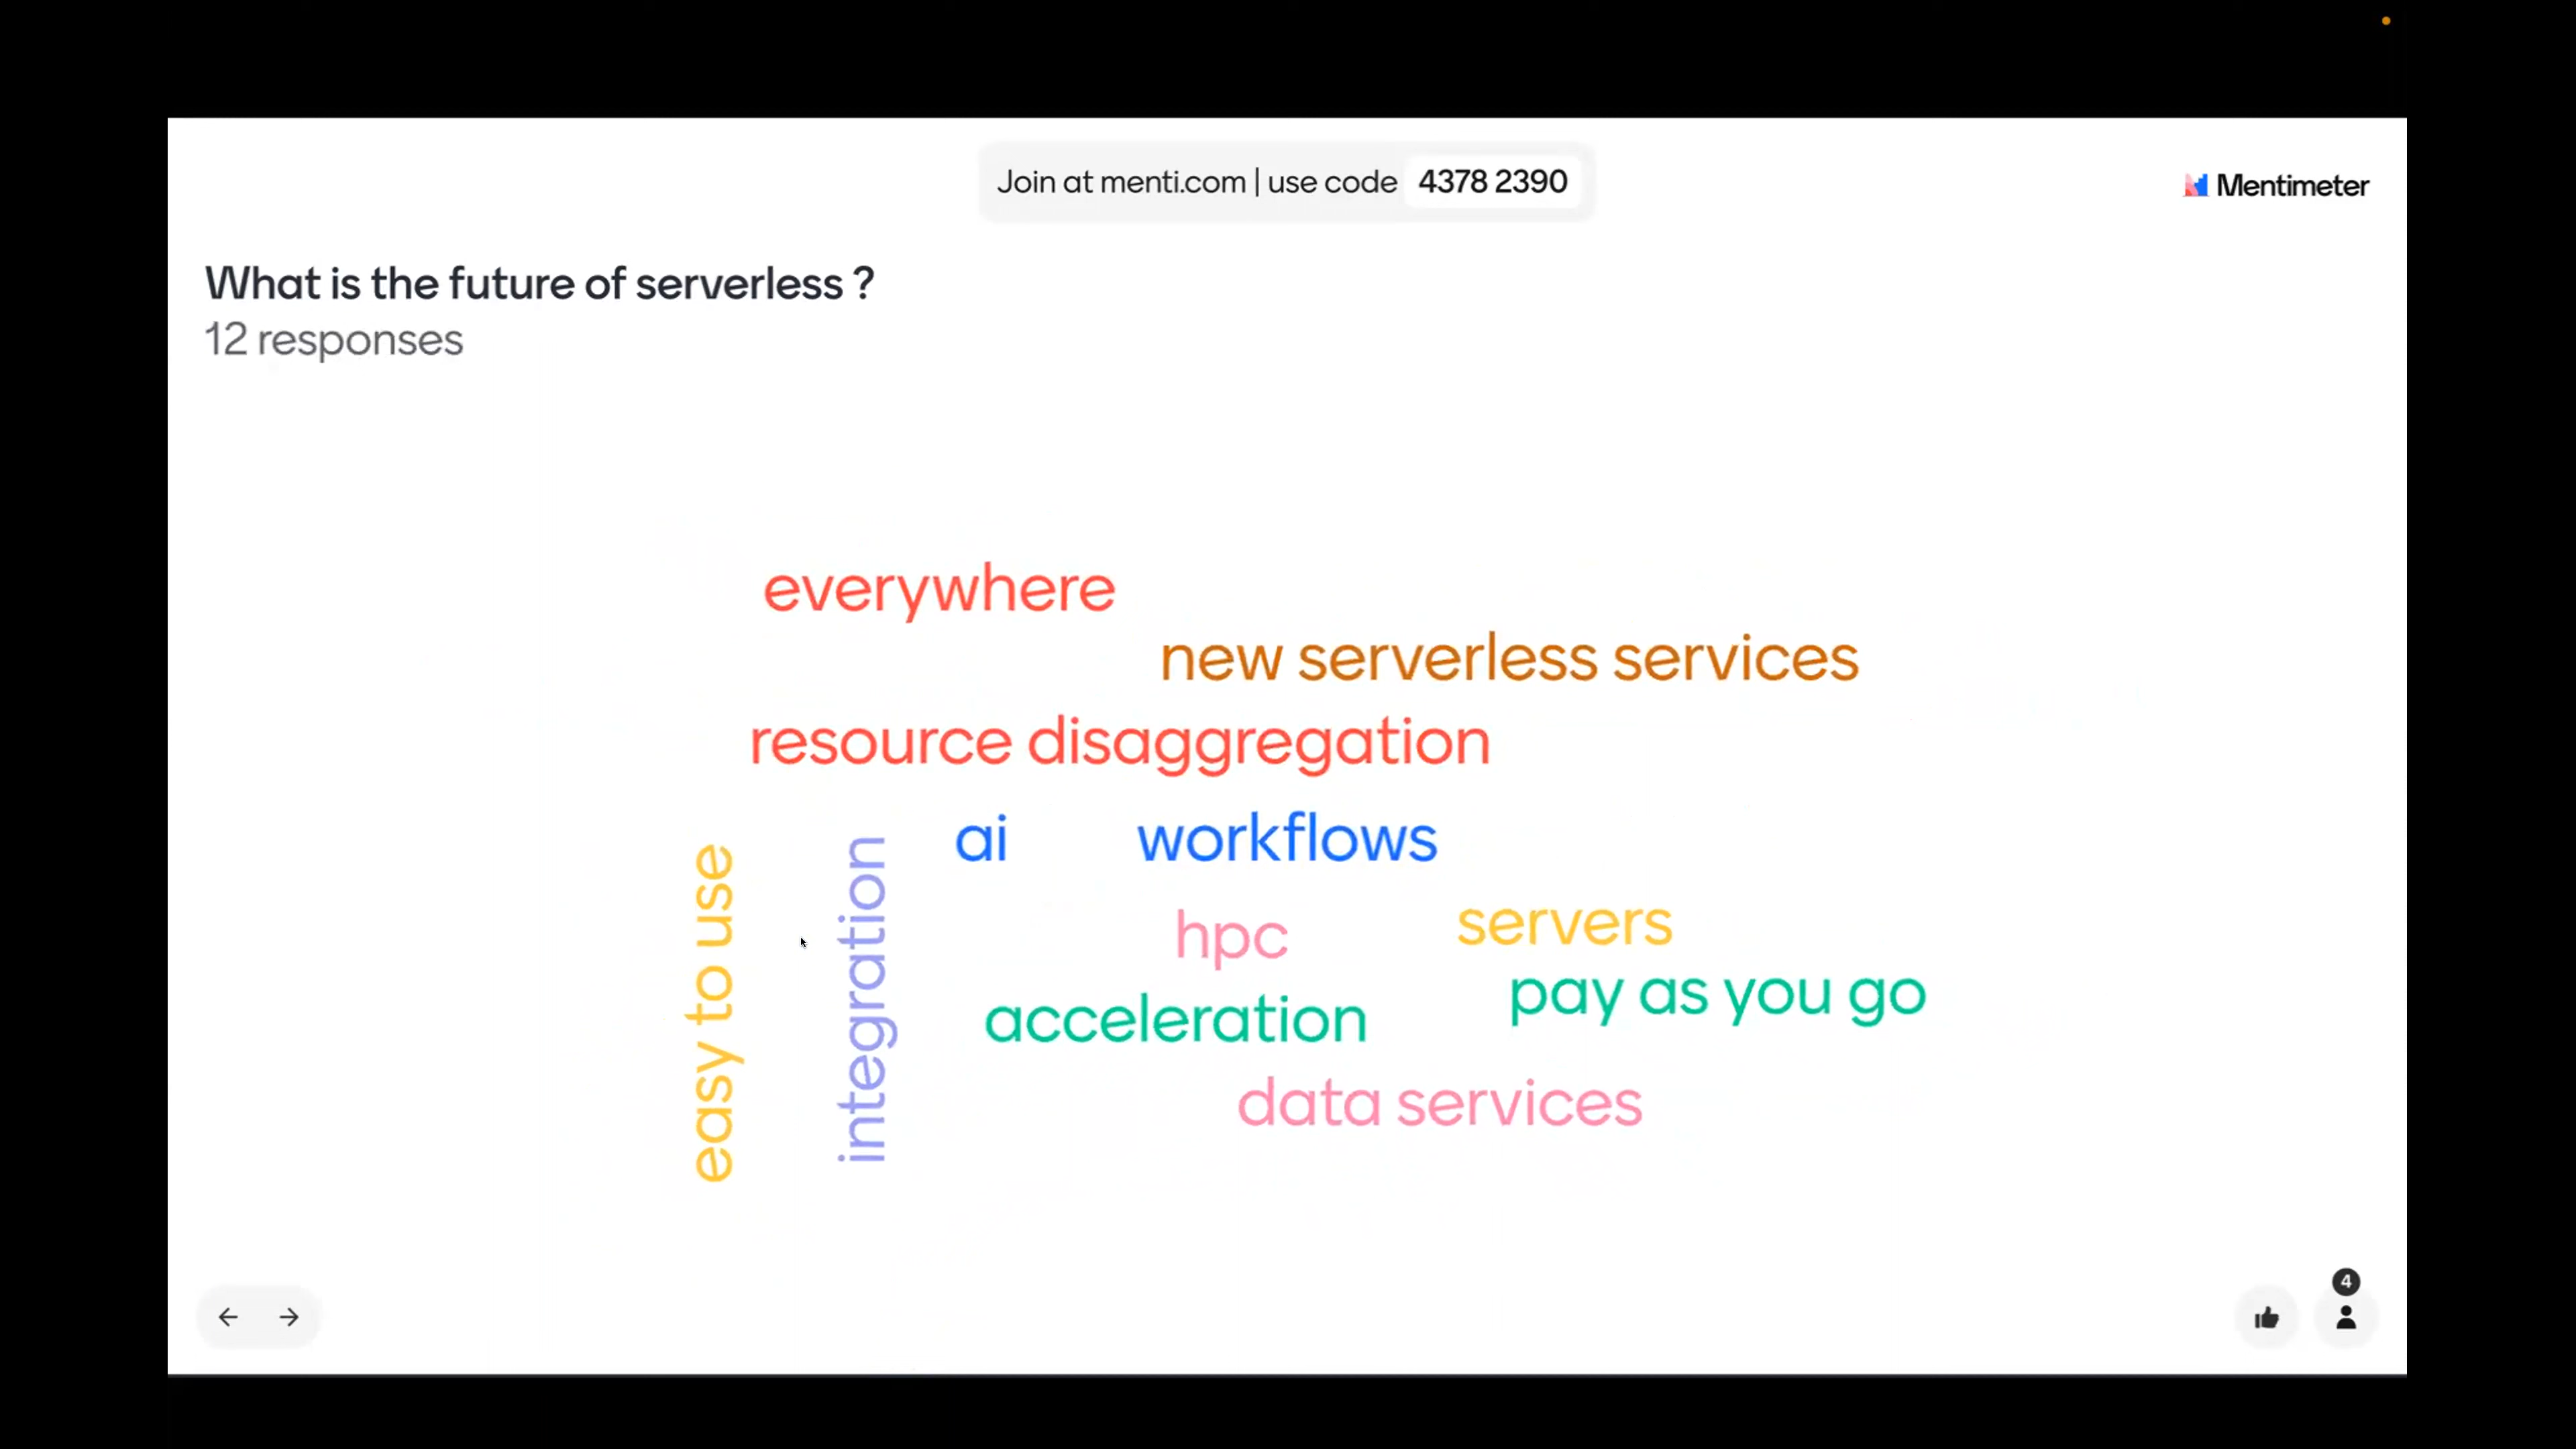 Join at menti.com | use code 4378 2390
Mentimeter
What is the future of serverless ?
12 responses
everywhere
new serverless services
resource disaggregation
ai
workflows
easy to use
integration
hpc
servers
pay as you go
acceleration
data services
4